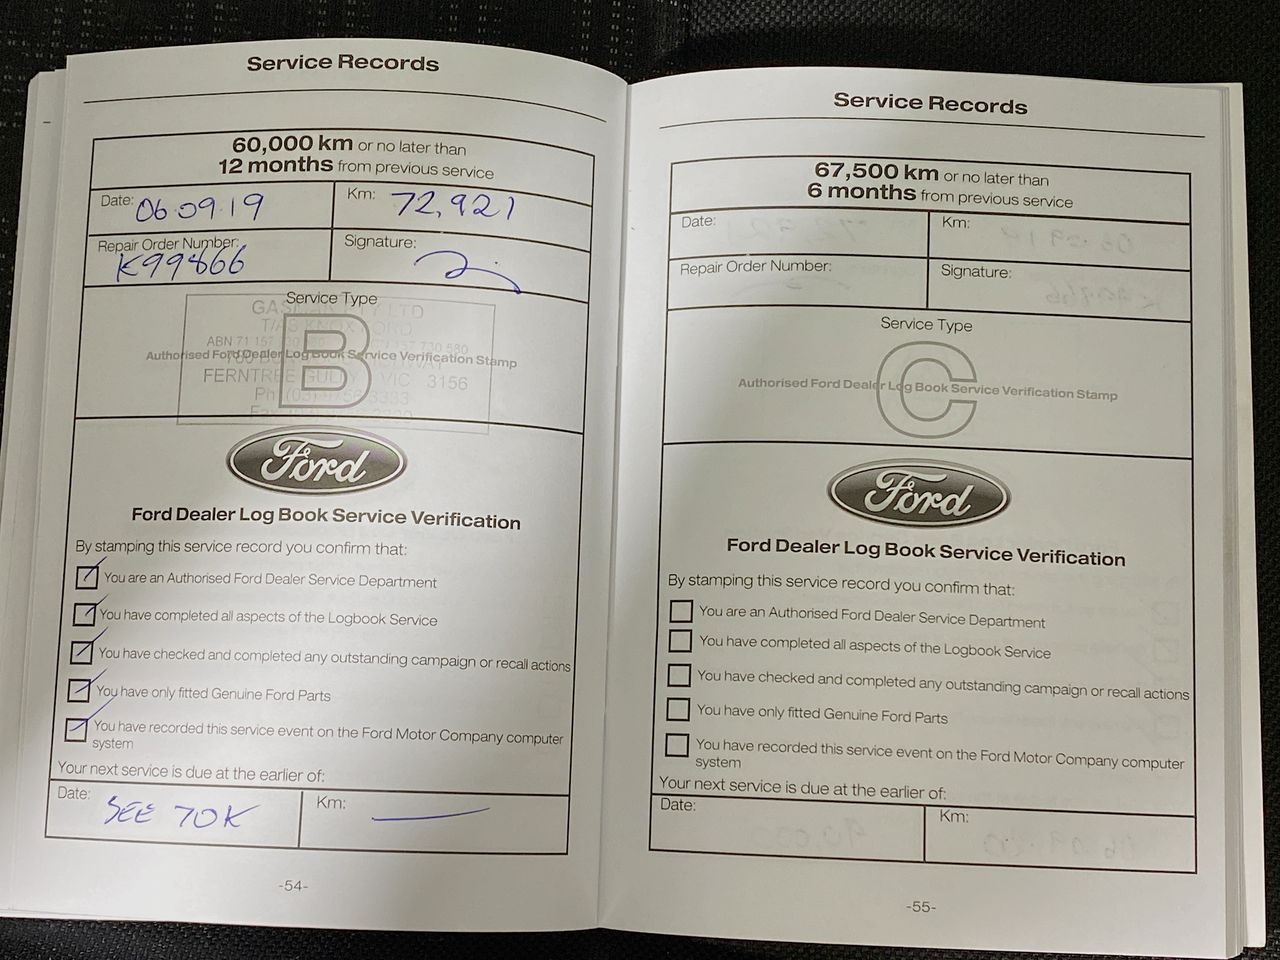 Service Records
60,000 km or no later than
12 months from previous service
Date: 06.09.19
Km: 72,921
Repair Order Number:
K99866
Signature:
Service Type
B
Authorised Ford Dealer Log Book Service Verification Stamp
FERNTREE GULLY VIC 3156
Ford
Ford Dealer Log Book Service Verification
By stamping this service record you confirm that:
You are an Authorised Ford Dealer Service Department
You have completed all aspects of the Logbook Service
You have checked and completed any outstanding campaign or recall actions
You have only fitted Genuine Ford Parts
You have recorded this service event on the Ford Motor Company computer
system
Your next service is due at the earlier of:
Date: SEE 70K
Km:
-54-
Service Records
67,500 km or no later than
6 months from previous service
Date:
Km:
Repair Order Number:
Signature:
Service Type
C
Authorised Ford Dealer Log Book Service Verification Stamp
Ford
Ford Dealer Log Book Service Verification
By stamping this service record you confirm that:
You are an Authorised Ford Dealer Service Department
You have completed all aspects of the Logbook Service
You have checked and completed any outstanding campaign or recall actions
You have only fitted Genuine Ford Parts
You have recorded this service event on the Ford Motor Company computer
system
Your next service is due at the earlier of:
Date:
Km:
-55-